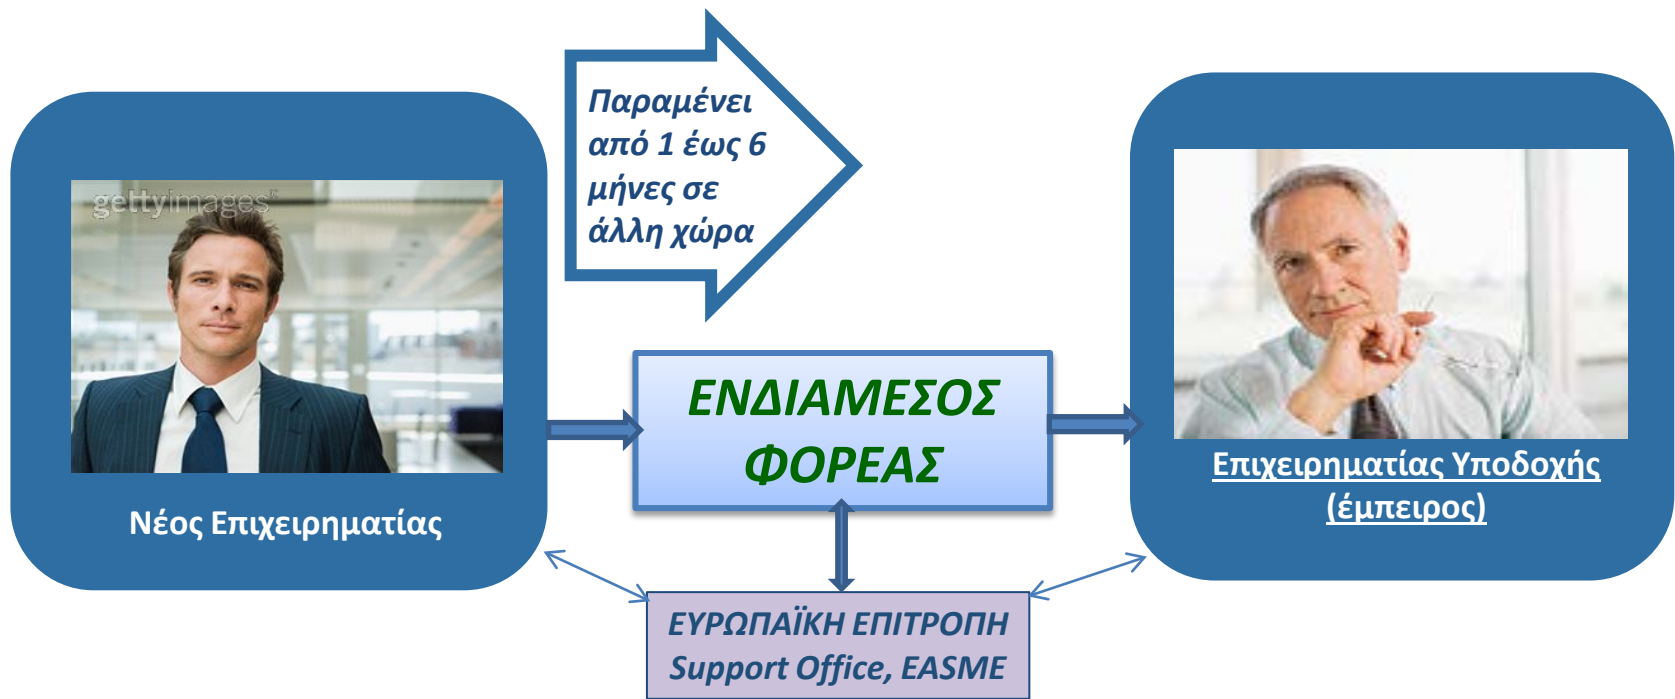 Παραμένει
από 1 έως 6
μήνες σε
άλλη χώρα
gettyimages®
Νέος Επιχειρηματίας
ΕΝΔΙΑΜΕΣΟΣ
ΦΟΡΕΑΣ
Επιχειρηματίας Υποδοχής
(έμπειρος)
ΕΥΡΩΠΑΪΚΗ ΕΠΙΤΡΟΠΗ
Support Office, EASME